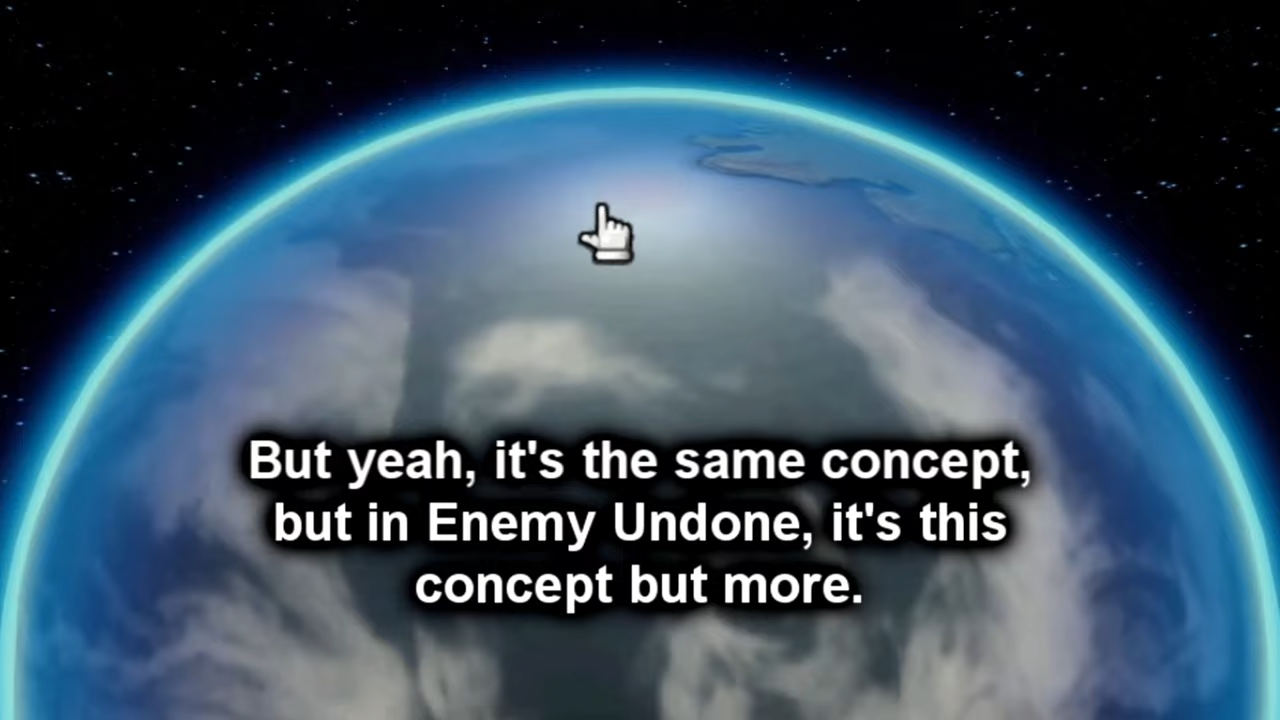 But yeah, it's the same concept,
but in Enemy Undone, it's this
concept but more.